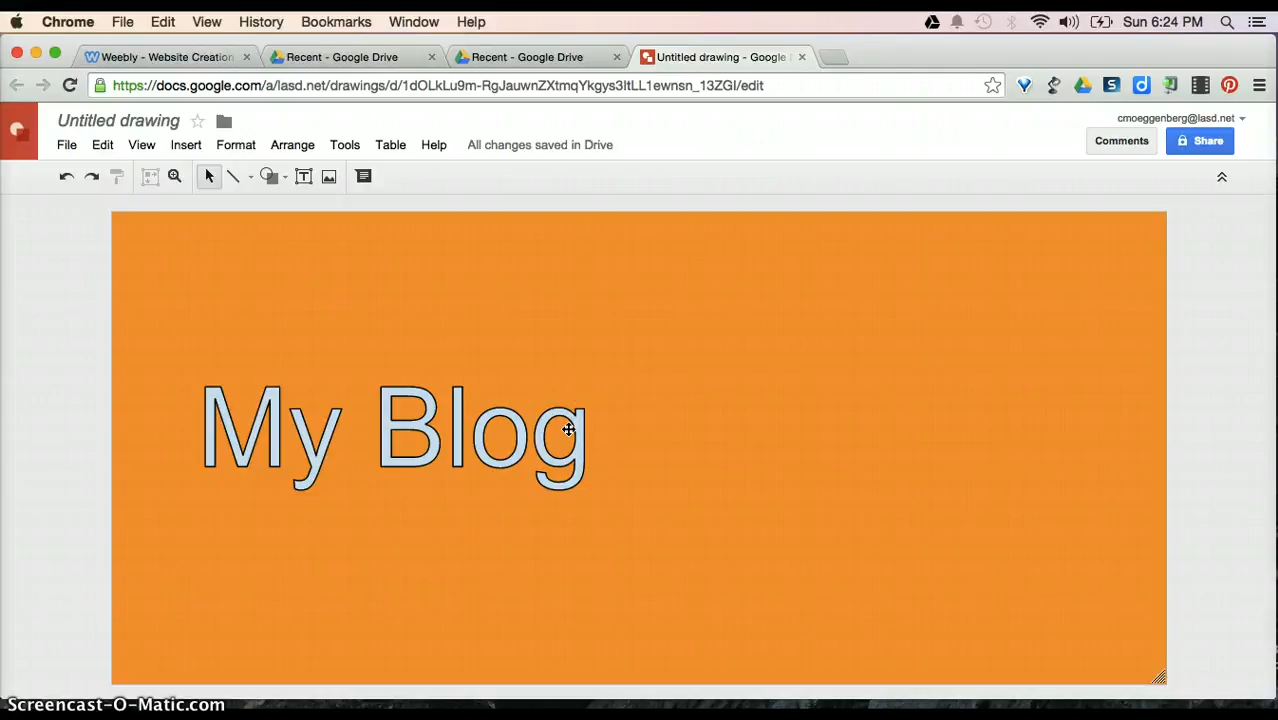 Chrome File Edit View History Bookmarks Window Help Sun 6:24 PM
Weebly - Website Creation Recent - Google Drive Recent - Google Drive Untitled drawing - Google
https://docs.google.com/a/lasd.net/drawings/d/1dOLkLu9m-RgJauwnZXtmqYkgys3ItLL1ewnsn_13ZGI/edit
Untitled drawing cmoeggenberg@lasd.net
File Edit View Insert Format Arrange Tools Table Help All changes saved in Drive Comments Share
My Blog
Screencast-O-Matic.com